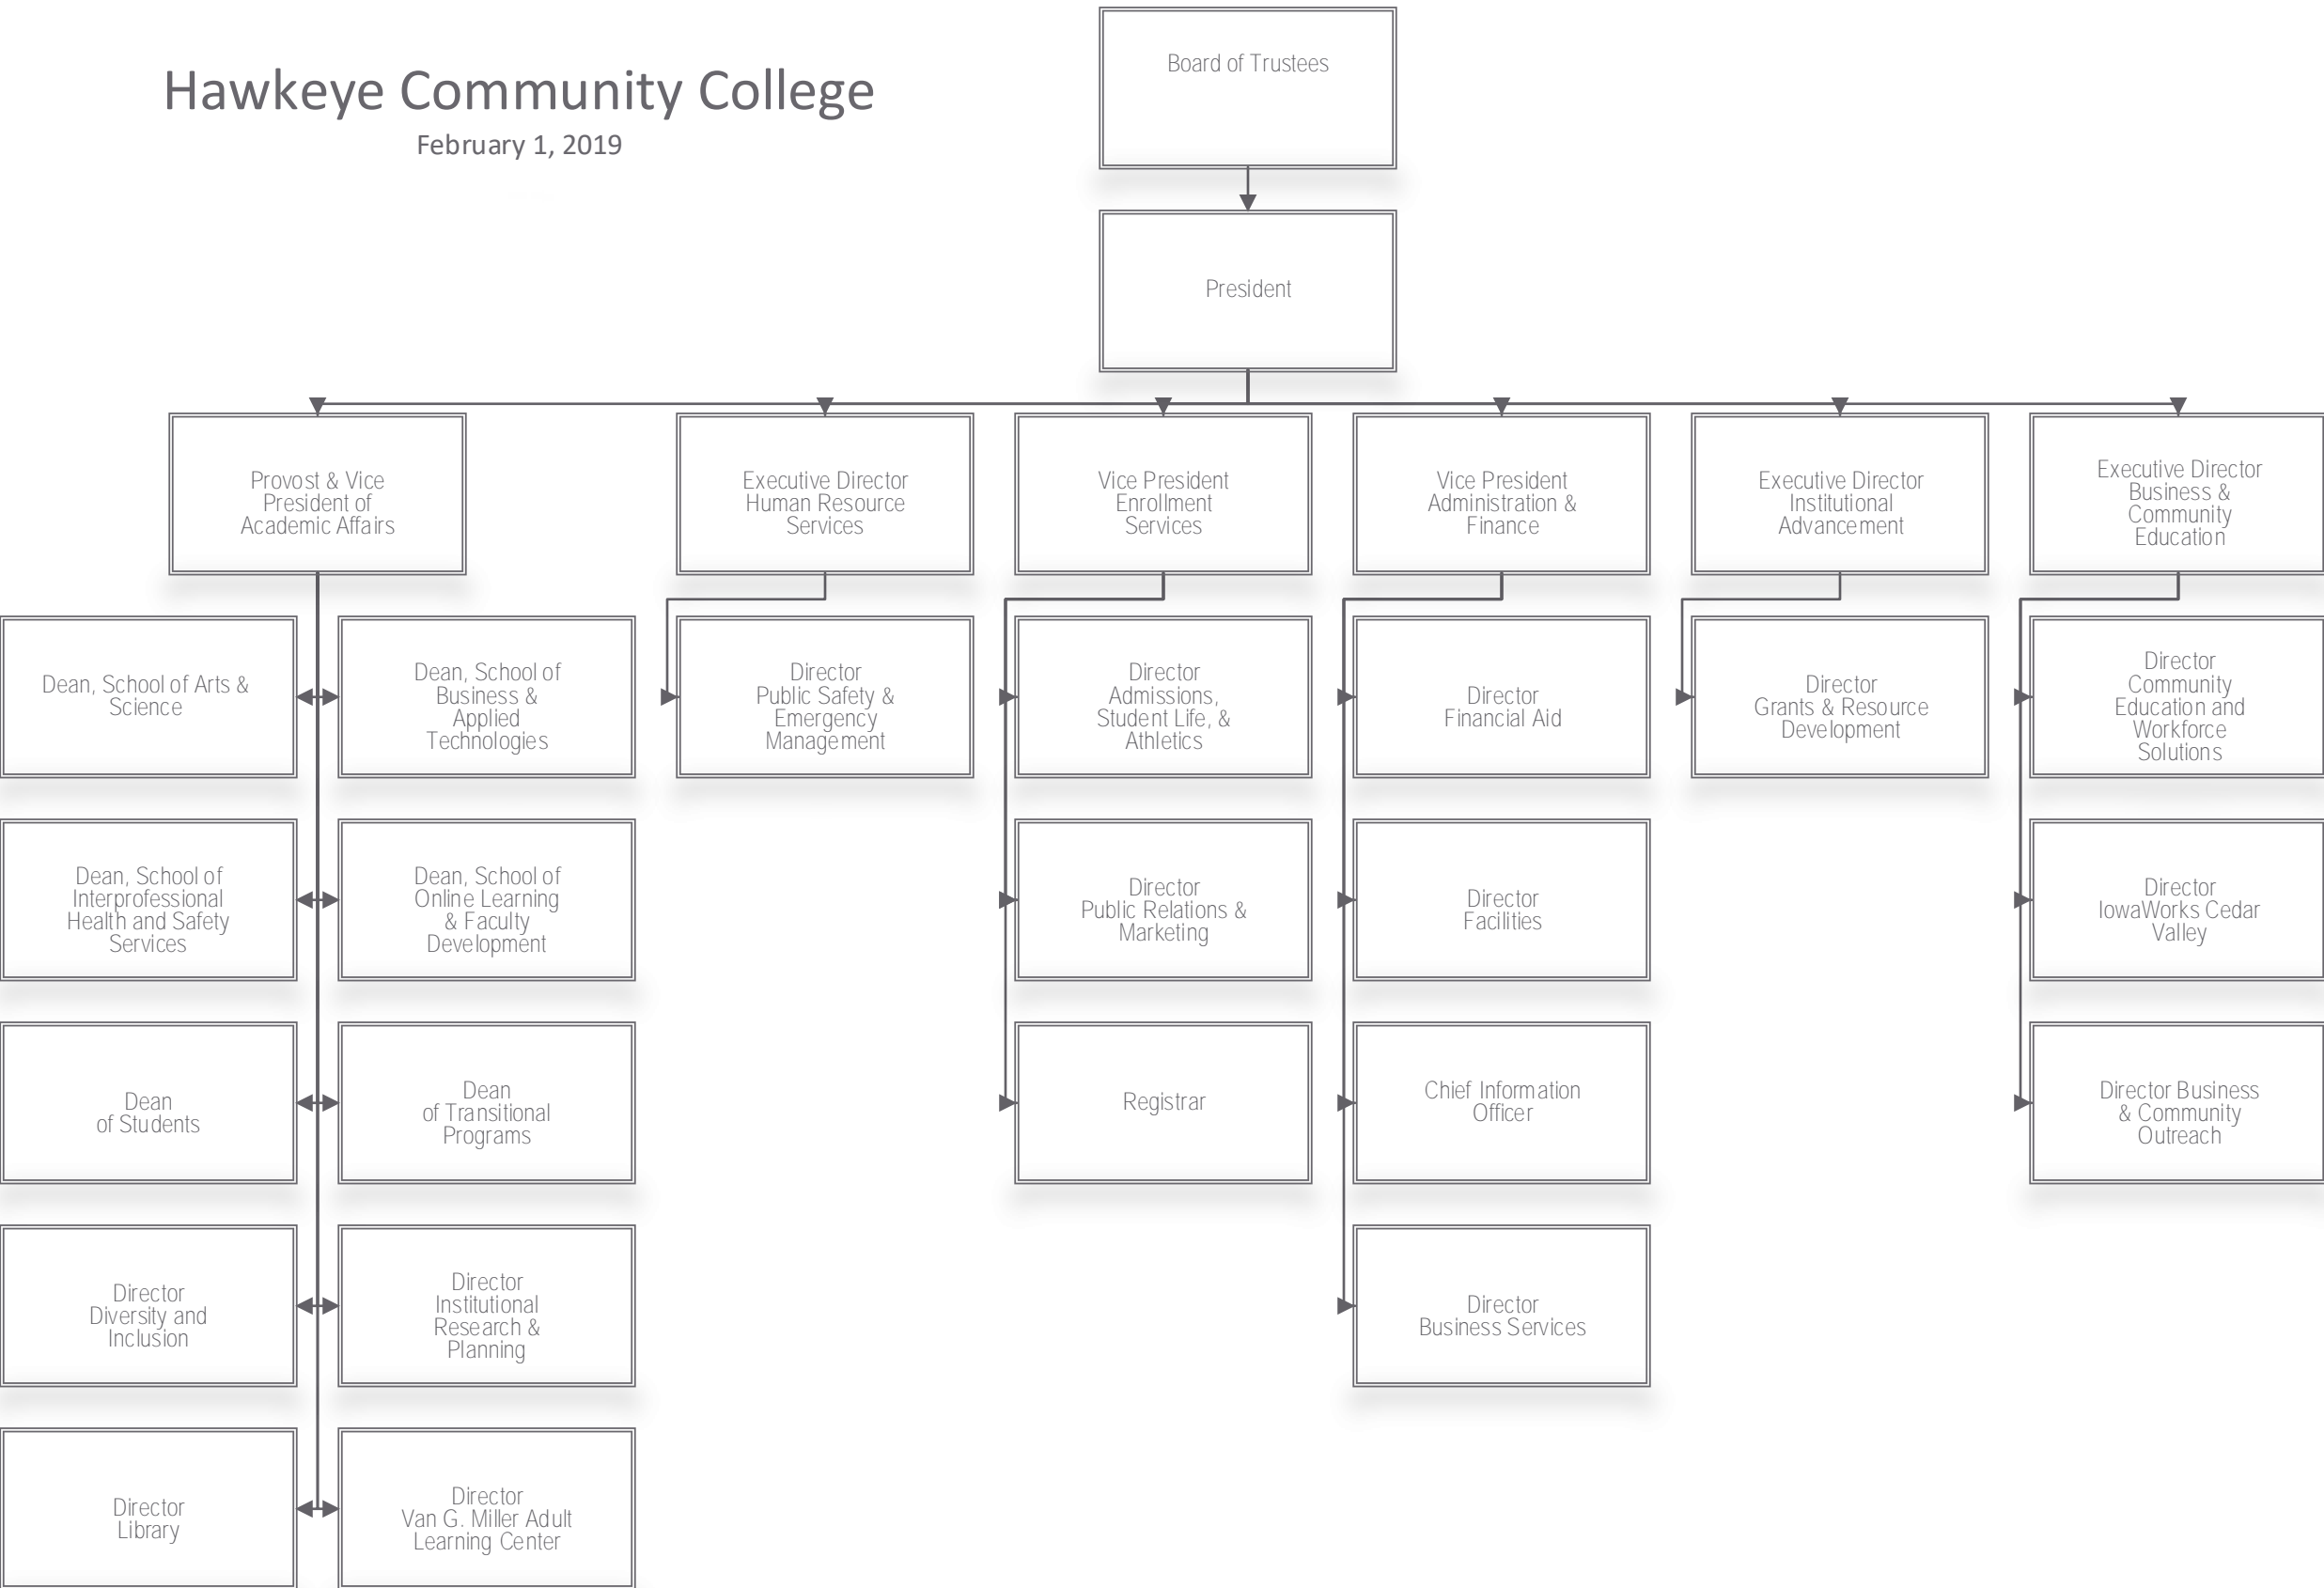 Hawkeye Community College
February 1, 2019
Board of Trustees
President
Provost & Vice
President of
Academic Affairs
Executive Director
Human Resource
Services
Vice President
Enrollment
Services
Vice President
Administration &
Finance
Executive Director
Institutional
Advancement
Executive Director
Business &
Community
Education
Dean, School of Arts &
Science
Dean, School of
Business &
Applied
Technologies
Director
Public Safety &
Emergency
Management
Director
Admissions,
Student Life, &
Athletics
Director
Financial Aid
Director
Grants & Resource
Development
Director
Community
Education and
Workforce
Solutions
Dean, School of
Interprofessional
Health and Safety
Services
Dean, School of
Online Learning
& Faculty
Development
Director
Public Relations &
Marketing
Director
Facilities
Director
IowaWorks Cedar
Valley
Dean
of Students
Dean
of Transitional
Programs
Registrar
Chief Information
Officer
Director Business
& Community
Outreach
Director
Diversity and
Inclusion
Director
Institutional
Research &
Planning
Director
Business Services
Director
Library
Director
Van G. Miller Adult
Learning Center